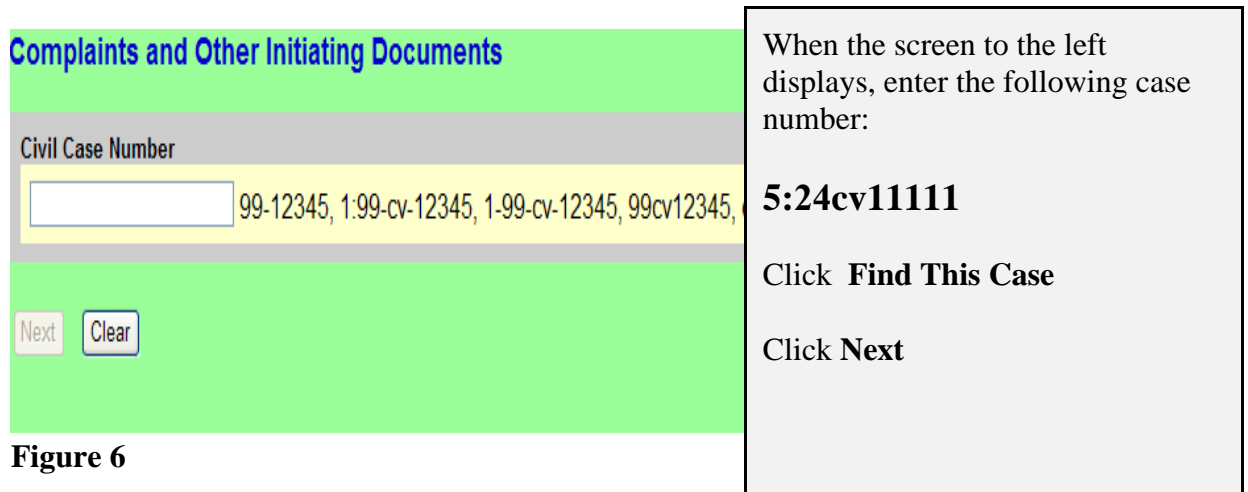 Complaints and Other Initiating Documents
Civil Case Number
99-12345, 1:99-cv-12345, 1-99-cv-12345, 99cv12345,
Next Clear
Figure 6
When the screen to the left
displays, enter the following case
number:
5:24cv11111
Click Find This Case
Click Next